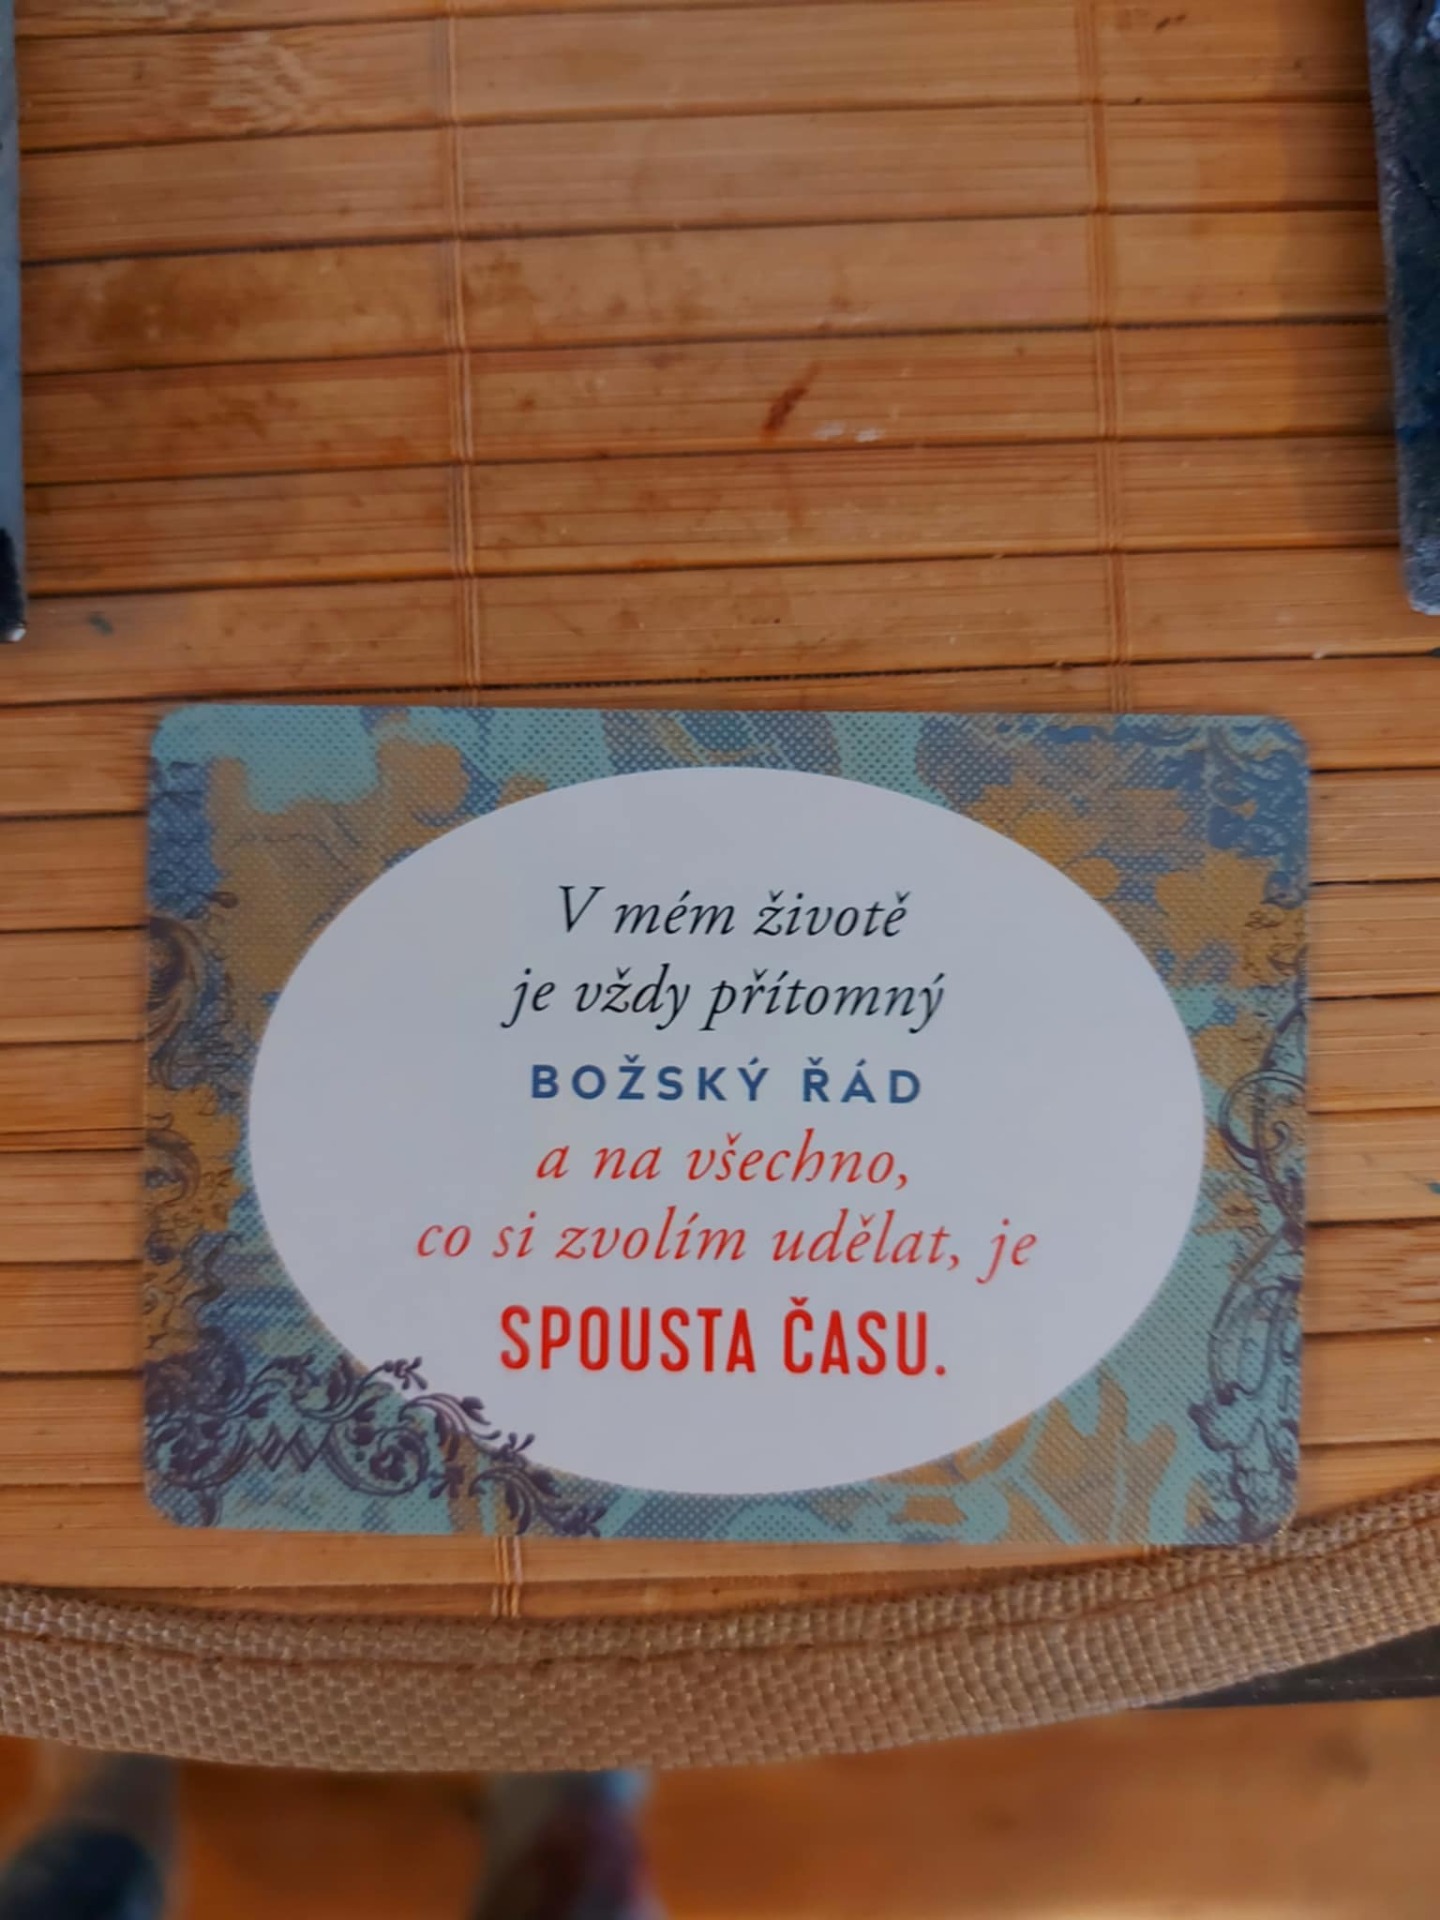 V mém životě
je vždy přítomný
BOŽSKÝ ŘÁD
a na všechno,
co si zvolím udělat, je
SPOUSTA ČASU.